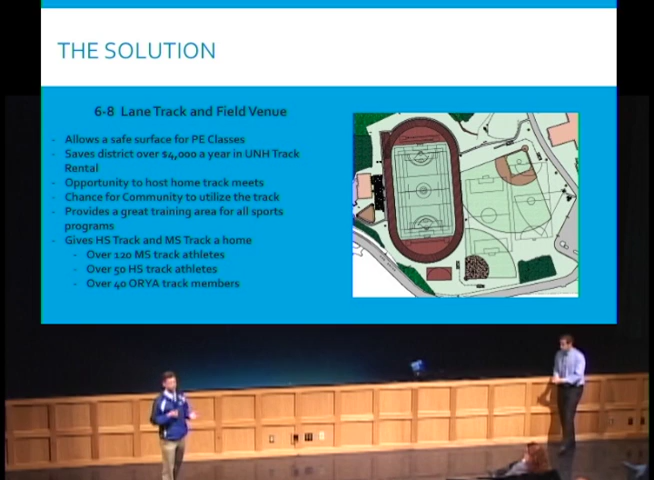 THE SOLUTION
6-8 Lane Track and Field Venue
- Allows a safe surface for PE Classes
- Saves district over $4,000 a year in UNH Track
Rental
- Opportunity to host home track meets
- Chance for Community to utilize the track
- Provides a great training area for all sports
programs
- Gives HS Track and MS Track a home
- Over 120 MS track athletes
- Over 50 HS track athletes
- Over 40 ORYA track members